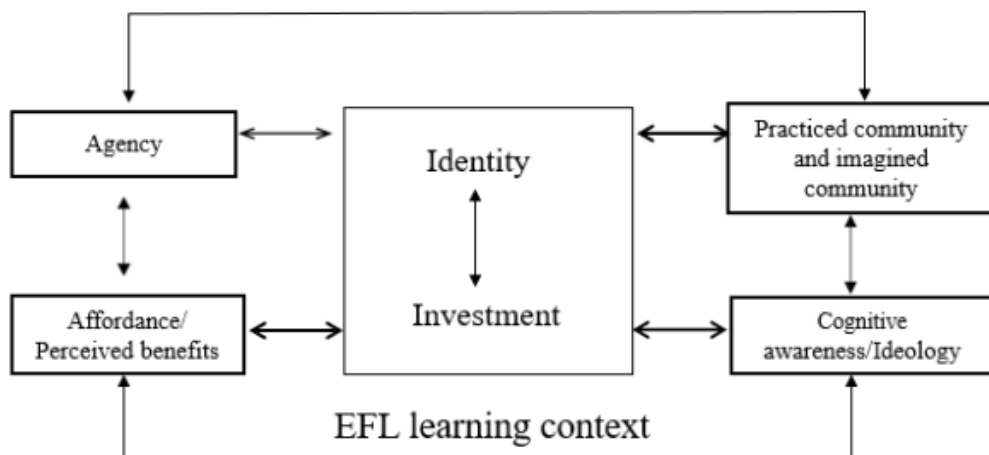 Agency
Identity
Practiced community
and imagined
community
Affordance/
Perceived benefits
Investment
Cognitive
awareness/Ideology
EFL learning context